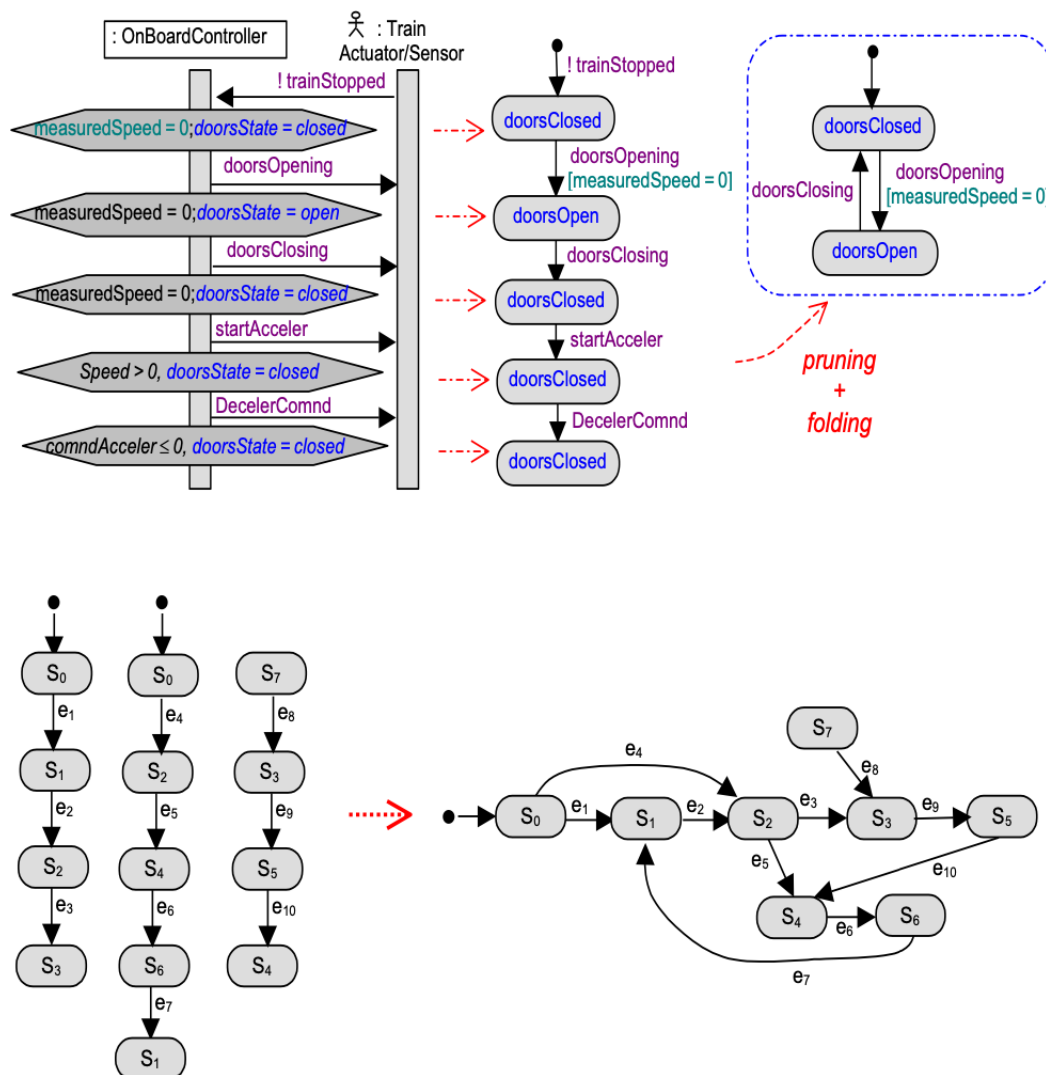 : OnBoardController
: Train
Actuator/Sensor
! trainStopped
measuredSpeed = 0;doorsState = closed
doorsOpening
measuredSpeed = 0;doorsState = open
doorsClosing
measuredSpeed = 0;doorsState = closed
startAcceler
Speed > 0, doorsState = closed
DecelerComnd
comndAcceler ≤ 0, doorsState = closed
! trainStopped
doorsClosed
doorsOpening
[measuredSpeed = 0]
doorsOpen
doorsClosing
doorsClosed
startAcceler
doorsClosed
DecelerComnd
doorsClosed
doorsClosed
doorsOpening
[measuredSpeed = 0]
doorsClosing
doorsOpen
pruning
+
folding
S0
e1
S1
e2
S2
e3
S3
S0
e4
S2
e5
S4
e6
S6
e7
S1
S7
e8
S3
e9
S5
e10
S4
S7
e8
e4
S0
e1
S1
e2
S2
e3
S3
e9
S5
e5
e10
S4
e6
S6
e7